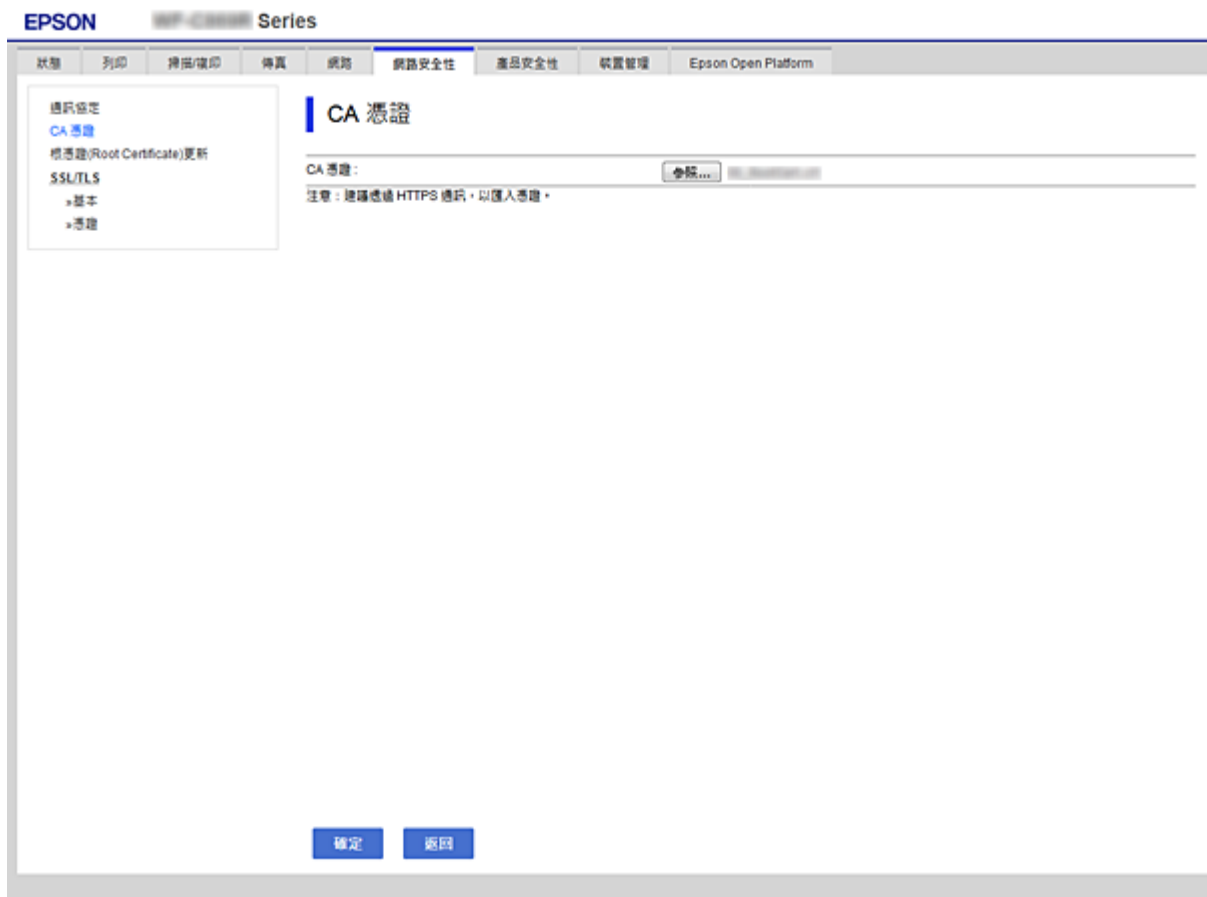 EPSON Series
狀態 列印 掃描/複印 傳真 網路 網路安全性 產品安全性 裝置管理 Epson Open Platform
通訊協定
CA 憑證
根憑證(Root Certificate)更新
SSL/TLS
»基本
»憑證
CA 憑證
CA 憑證 : 參照...
注意：建議透過 HTTPS 通訊，以匯入憑證。
確定 返回